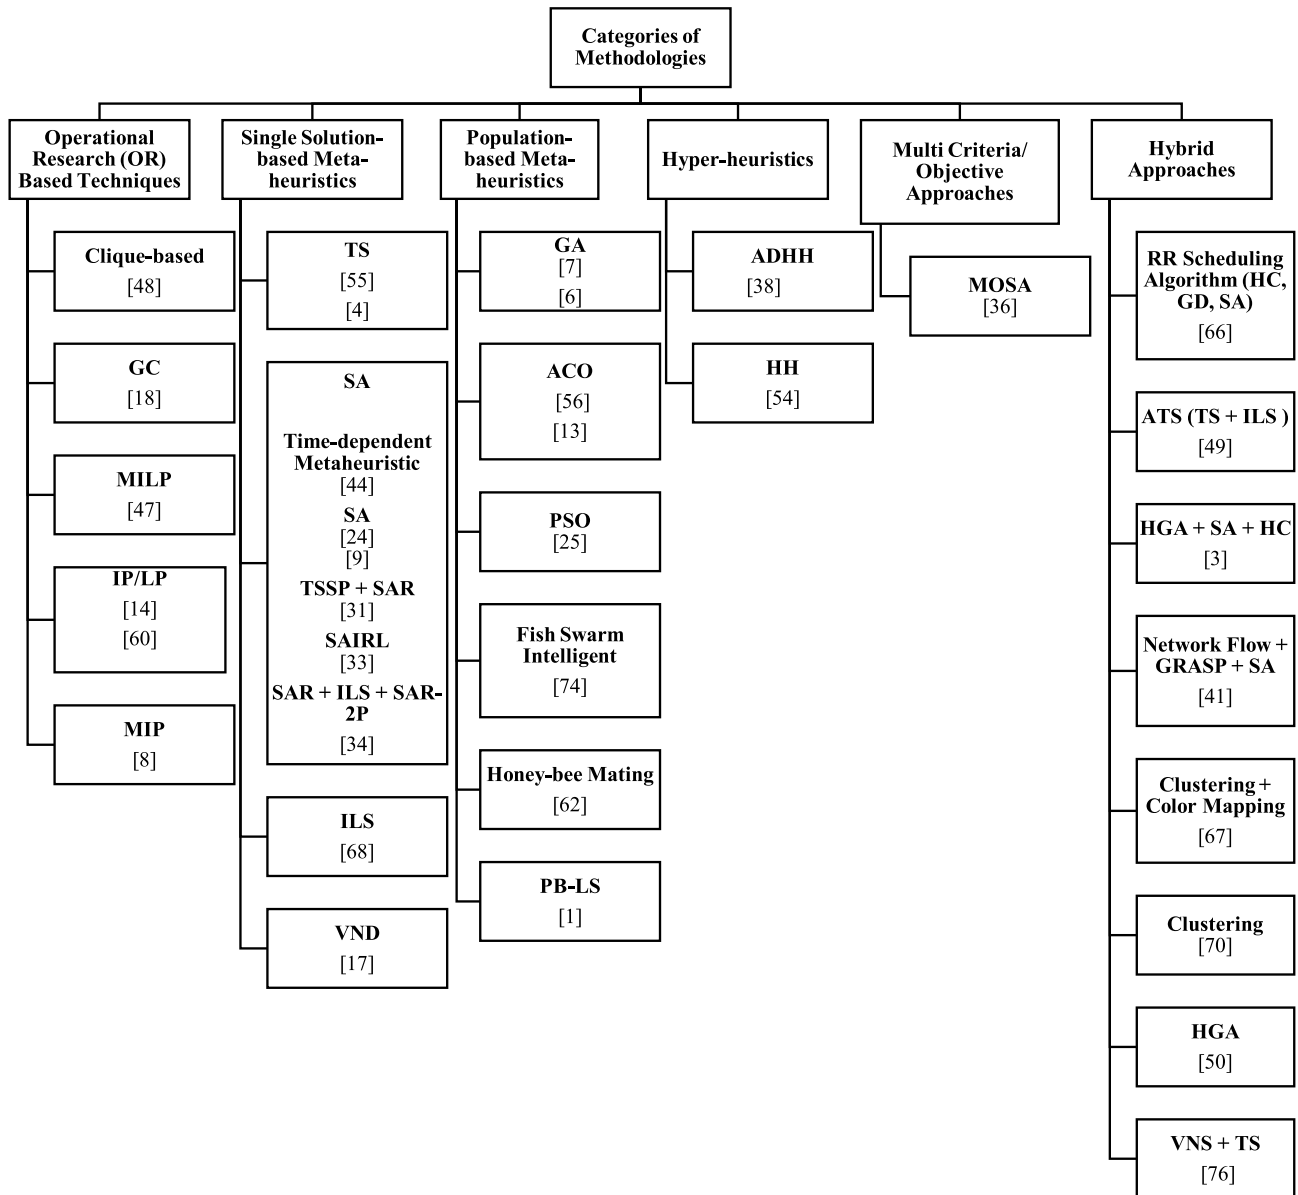 Categories of
Methodologies
Operational
Research (OR)
Based Techniques
Clique-based
[48]
GC
[18]
MILP
[47]
IP/LP
[14]
[60]
MIP
[8]
Single Solution-
based Meta-
heuristics
TS
[55]
[4]
SA
Time-dependent
Metaheuristic
[44]
SA
[24]
[9]
TSSP + SAR
[31]
SAIRL
[33]
SAR + ILS + SAR-
2P
[34]
ILS
[68]
VND
[17]
Population-
based Meta-
heuristics
GA
[7]
[6]
ACO
[56]
[13]
PSO
[25]
Fish Swarm
Intelligent
[74]
Honey-bee Mating
[62]
PB-LS
[1]
Hyper-heuristics
ADHH
[38]
HH
[54]
Multi Criteria/
Objective
Approaches
MOSA
[36]
Hybrid
Approaches
RR Scheduling
Algorithm (HC,
GD, SA)
[66]
ATS (TS + ILS )
[49]
HGA + SA + HC
[3]
Network Flow +
GRASP + SA
[41]
Clustering +
Color Mapping
[67]
Clustering
[70]
HGA
[50]
VNS + TS
[76]